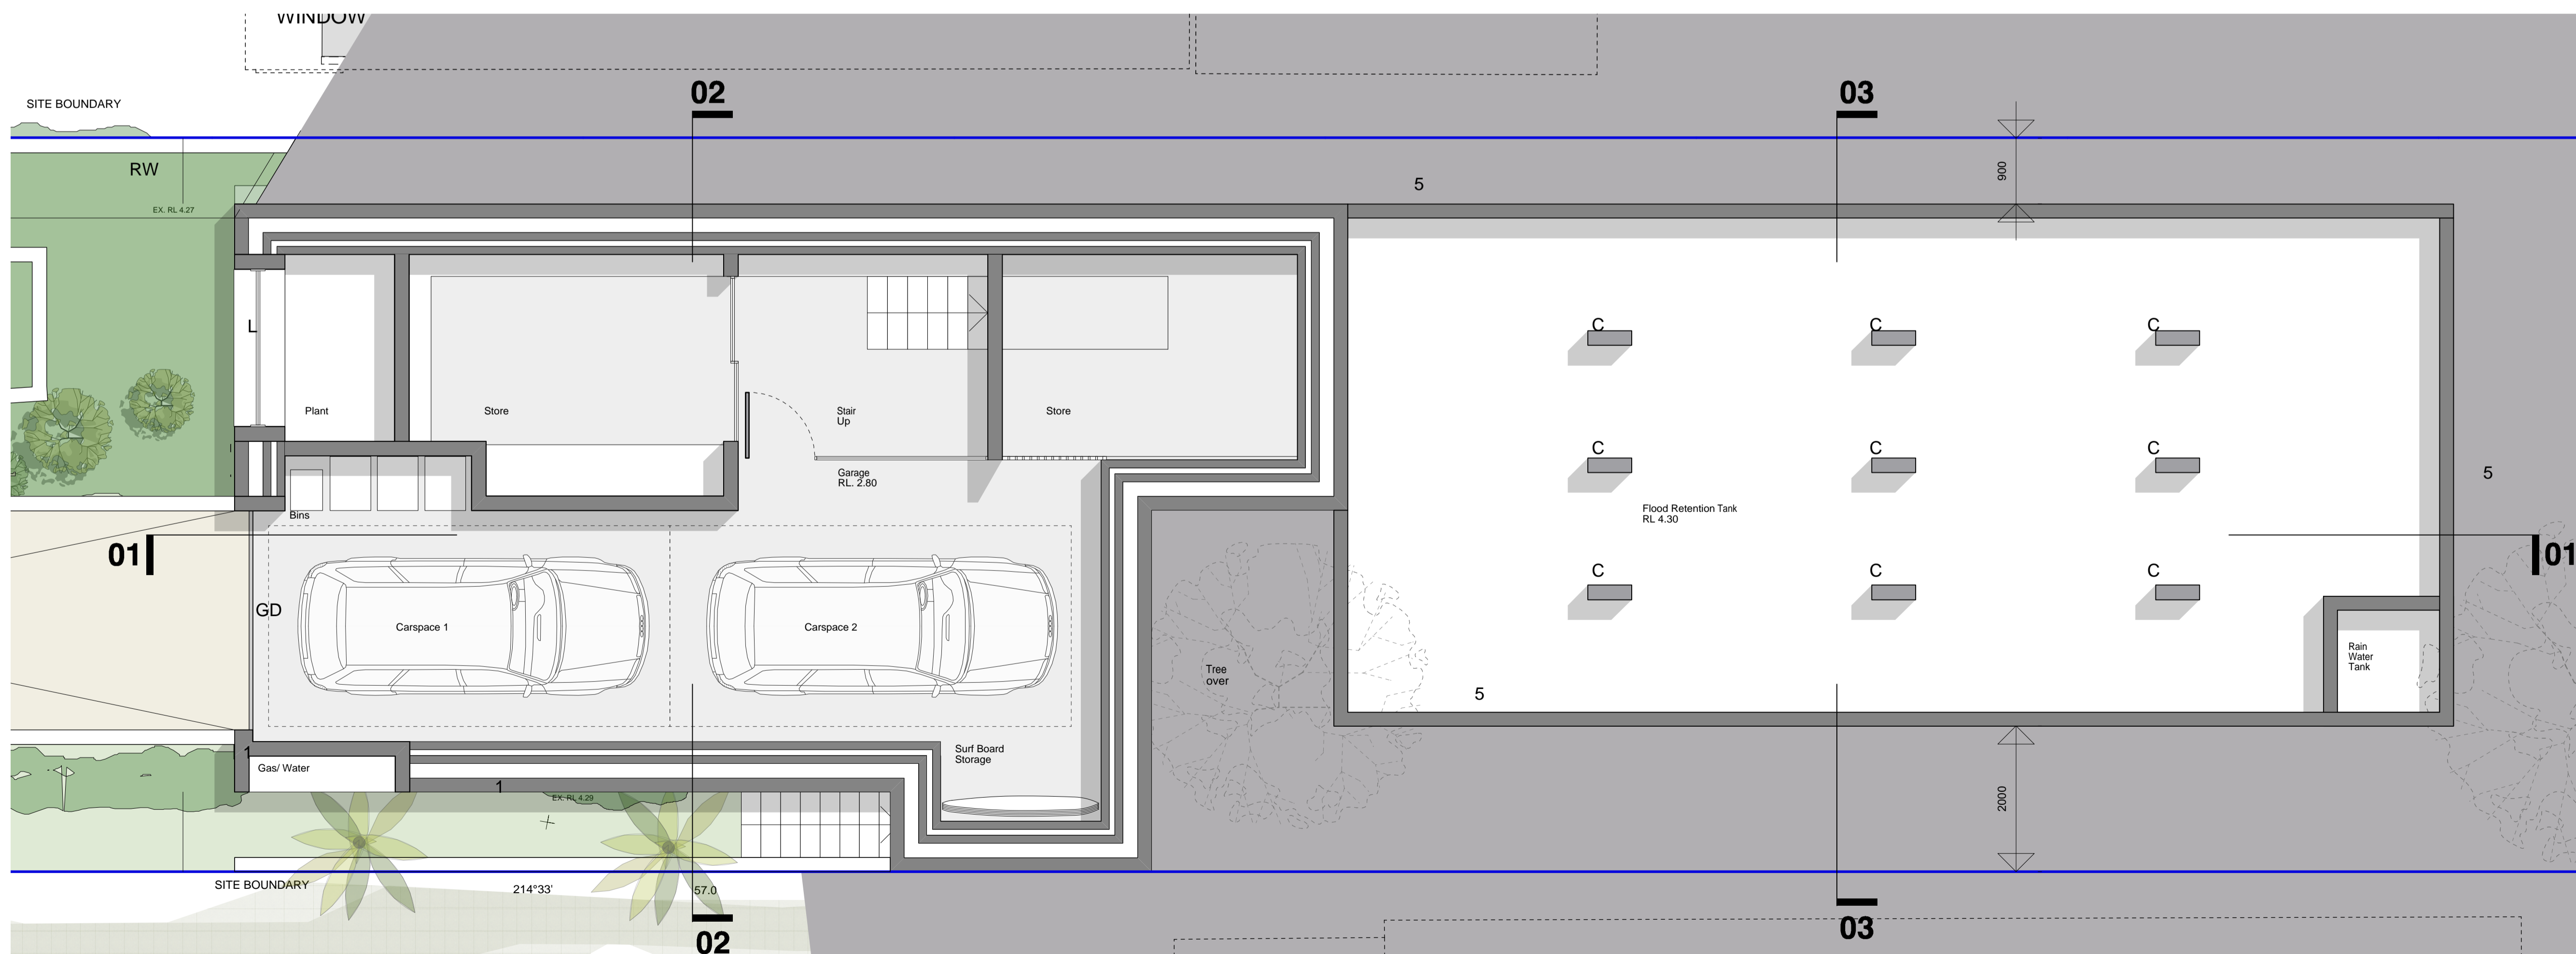 WINDOW
02
03
SITE BOUNDARY
RW
900
5
EX. RL 4.27
L
C
C
C
Plant
Store
Stair
Up
Store
C
C
C
Garage
RL. 2.80
5
Bins
Flood Retention Tank
RL 4.30
01
01
C
C
C
GD
Carspace 1
Carspace 2
Tree
over
Rain
Water
Tank
5
1
Surf Board
Storage
Gas/ Water
1
EX. RL 4.29
2000
SITE BOUNDARY
214°33'
57.0
02
03